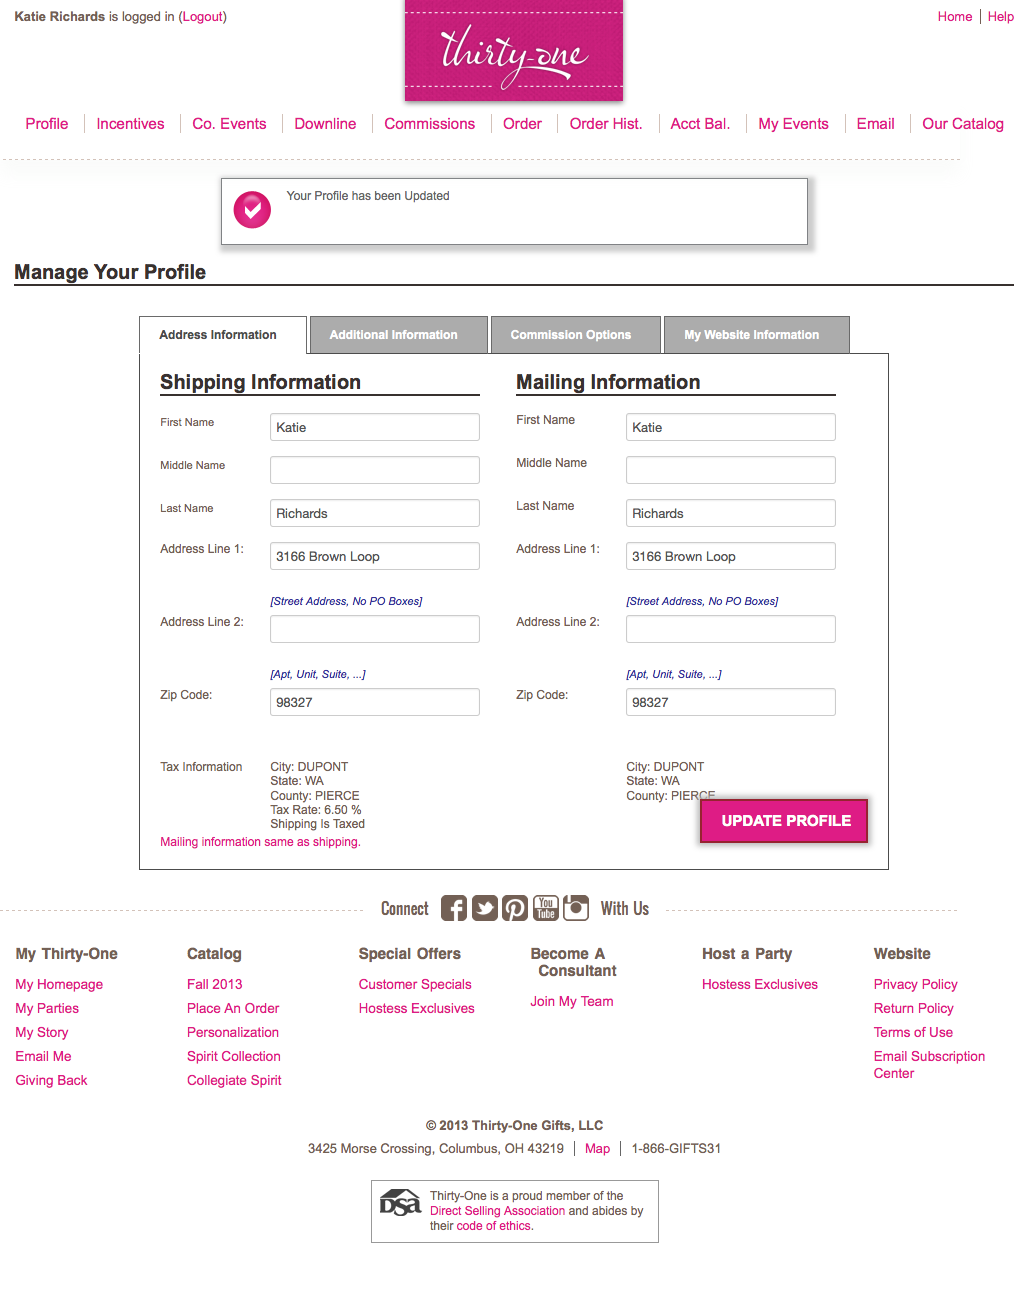 Katie Richards is logged in (Logout)
Home | Help
thirty-one
Profile | Incentives | Co. Events | Downline | Commissions | Order | Order Hist. | Acct Bal. | My Events | Email | Our Catalog
Your Profile has been Updated
Manage Your Profile
Address Information Additional Information Commission Options My Website Information
Shipping Information
First Name Katie
Middle Name
Last Name Richards
Address Line 1: 3166 Brown Loop
[Street Address, No PO Boxes]
Address Line 2:
[Apt, Unit, Suite, ...]
Zip Code: 98327
Tax Information City: DUPONT
State: WA
County: PIERCE
Tax Rate: 6.50 %
Shipping Is Taxed
Mailing information same as shipping.
Mailing Information
First Name Katie
Middle Name
Last Name Richards
Address Line 1: 3166 Brown Loop
[Street Address, No PO Boxes]
Address Line 2:
[Apt, Unit, Suite, ...]
Zip Code: 98327
City: DUPONT
State: WA
County: PIERCE
UPDATE PROFILE
Connect You Tube With Us
My Thirty-One
My Homepage
My Parties
My Story
Email Me
Giving Back
Catalog
Fall 2013
Place An Order
Personalization
Spirit Collection
Collegiate Spirit
Special Offers
Customer Specials
Hostess Exclusives
Become A
Consultant
Join My Team
Host a Party
Hostess Exclusives
Website
Privacy Policy
Return Policy
Terms of Use
Email Subscription
Center
© 2013 Thirty-One Gifts, LLC
3425 Morse Crossing, Columbus, OH 43219 | Map | 1-866-GIFTS31
DSA
Thirty-One is a proud member of the
Direct Selling Association and abides by
their code of ethics.